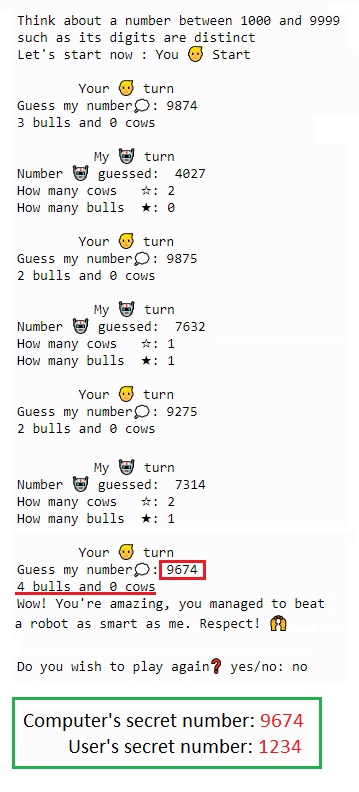 Think about a number between 1000 and 9999
such as its digits are distinct
Let's start now : You Start
Your turn
Guess my number💭: 9874
3 bulls and 0 cows
My 🤖 turn
Number 🤖 guessed: 4027
How many cows ☆: 2
How many bulls ★: 0
Your turn
Guess my number💭: 9875
2 bulls and 0 cows
My 🤖 turn
Number 🤖 guessed: 7632
How many cows ☆: 1
How many bulls ★: 1
Your turn
Guess my number💭: 9275
2 bulls and 0 cows
My 🤖 turn
Number 🤖 guessed: 7314
How many cows ☆: 2
How many bulls ★: 1
Your turn
Guess my number💭: 9674
4 bulls and 0 cows
Wow! You're amazing, you managed to beat
a robot as smart as me. Respect! 🙌
Do you wish to play again❓ yes/no: no
Computer's secret number: 9674
User's secret number: 1234